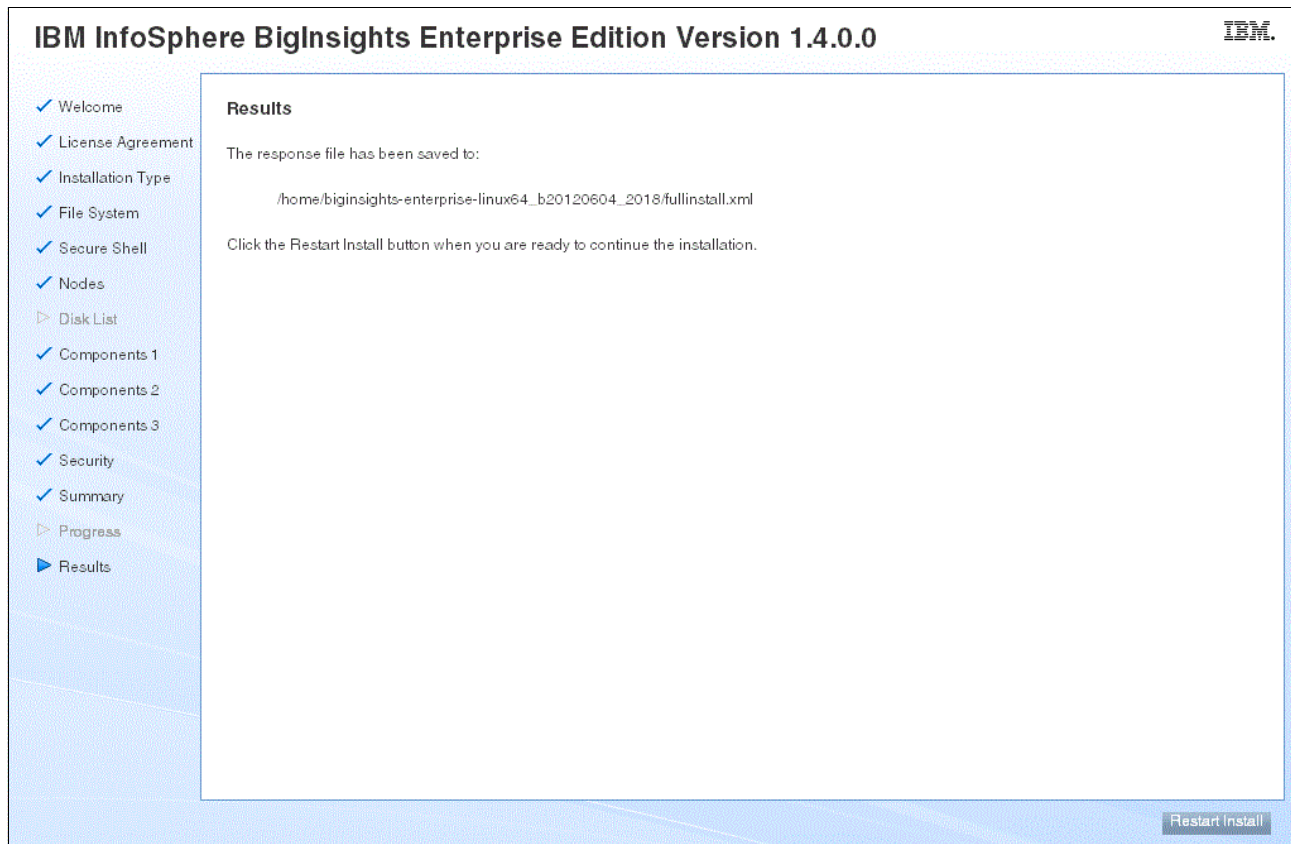 IBM InfoSphere BigInsights Enterprise Edition Version 1.4.0.0
IBM.
Welcome
License Agreement
Installation Type
File System
Secure Shell
Nodes
Disk List
Components 1
Components 2
Components 3
Security
Summary
Progress
Results
Results
The response file has been saved to:
/home/biginsights-enterprise-linux64_b20120604_2018/fullinstall.xml
Click the Restart Install button when you are ready to continue the installation.
Restart Install